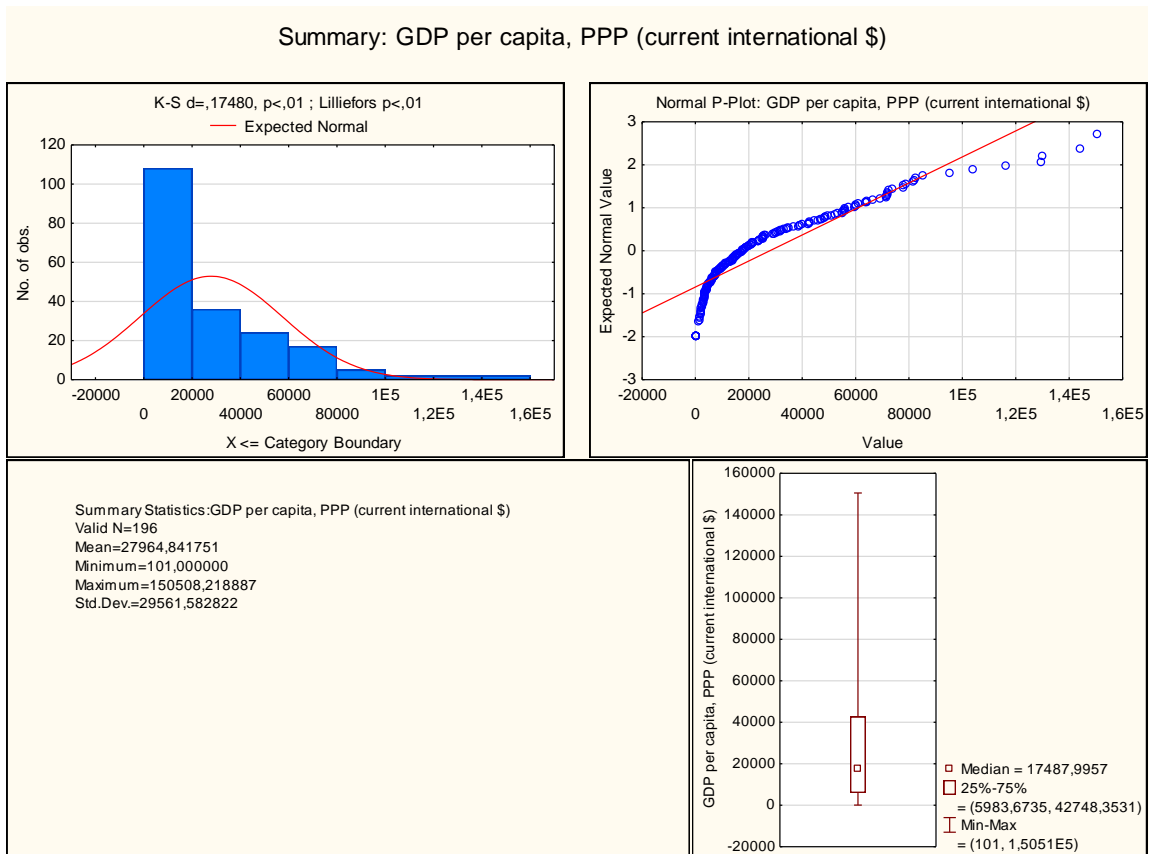 Summary: GDP per capita, PPP (current international $)
K-S d=,17480, p<,01 ; Lilliefors p<,01
Expected Normal
No. of obs.
120
100
80
60
40
20
0
-20000
0
20000
40000
60000
80000
1E5
1,2E5
1,4E5
1,6E5
X <= Category Boundary
Normal P-Plot: GDP per capita, PPP (current international $)
Expected Normal Value
3
2
1
0
-1
-2
-3
-20000
0
20000
40000
60000
80000
1E5
1,2E5
1,4E5
1,6E5
Value
Summary Statistics:GDP per capita, PPP (current international $)
Valid N=196
Mean=27964,841751
Minimum=101,000000
Maximum=150508,218887
Std.Dev.=29561,582822
GDP per capita, PPP (current international $)
160000
140000
120000
100000
80000
60000
40000
20000
0
-20000
Median = 17487,9957
25%-75%
= (5983,6735, 42748,3531)
Min-Max
= (101, 1,5051E5)